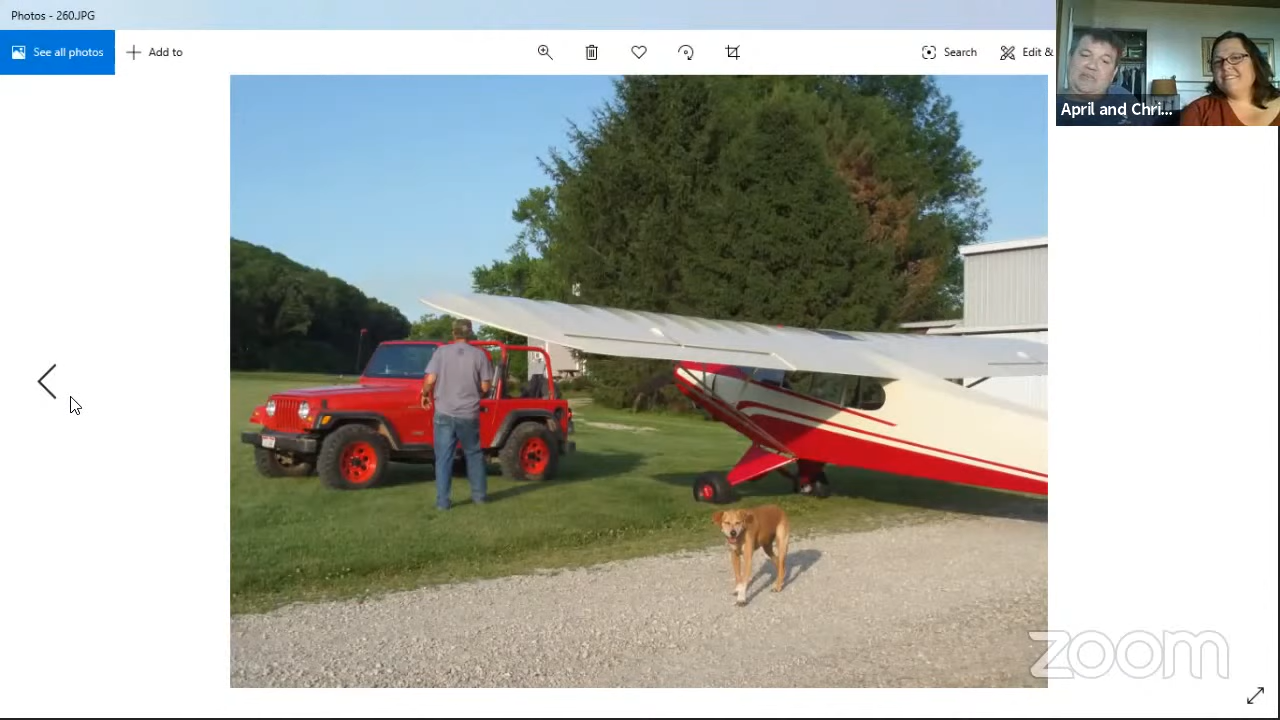 Photos - 260.JPG
See all photos
Add to
Search
Edit &
April and Chri...
zoom